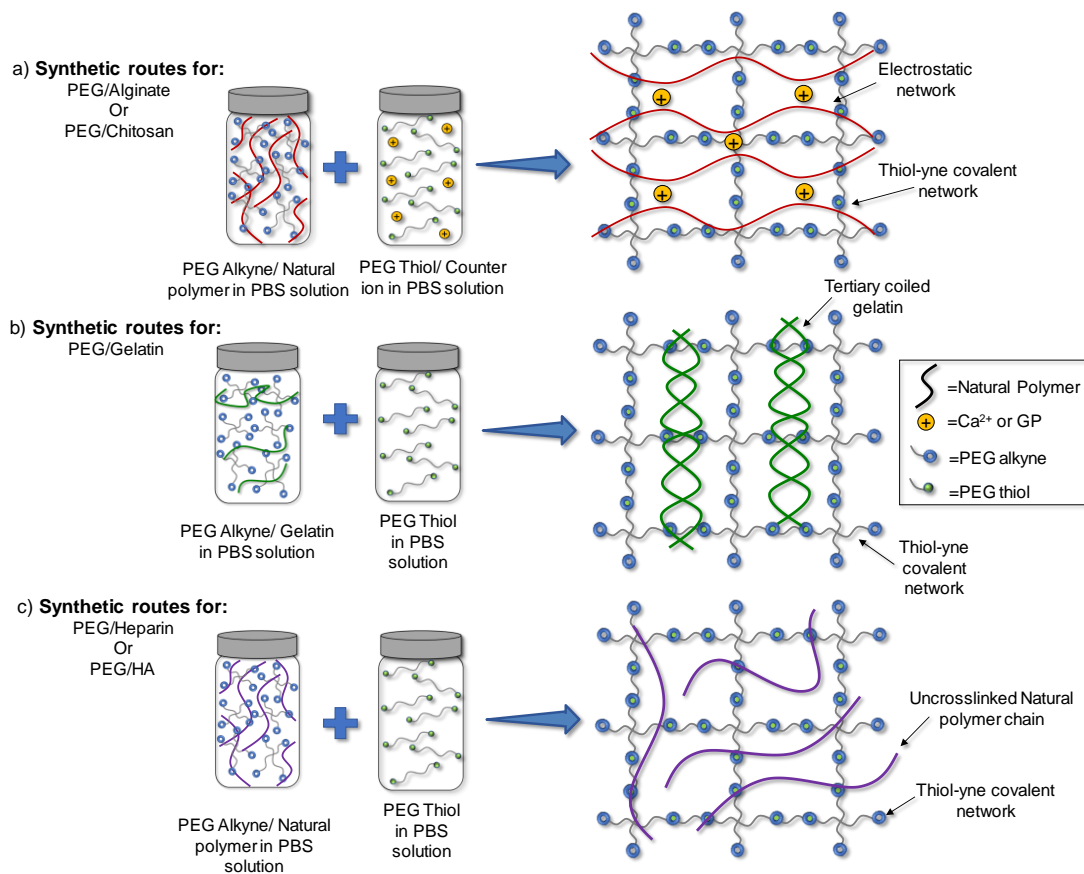 a) Synthetic routes for:
PEG/Alginate
Or
PEG/Chitosan
+
+
+
+
+
+
PEG Alkyne/ Natural
polymer in PBS solution
PEG Thiol/ Counter
ion in PBS solution
+
+
+
+
+
Electrostatic
network
Thiol-yne covalent
network
b) Synthetic routes for:
PEG/Gelatin
PEG Alkyne/ Gelatin
in PBS solution
PEG Thiol
in PBS
solution
Tertiary coiled
gelatin
Thiol-yne
covalent
network
=Natural Polymer
+ =Ca²⁺ or GP
=PEG alkyne
=PEG thiol
c) Synthetic routes for:
PEG/Heparin
Or
PEG/HA
PEG Alkyne/ Natural
polymer in PBS
solution
PEG Thiol
in PBS
solution
Uncrosslinked Natural
polymer chain
Thiol-yne covalent
network